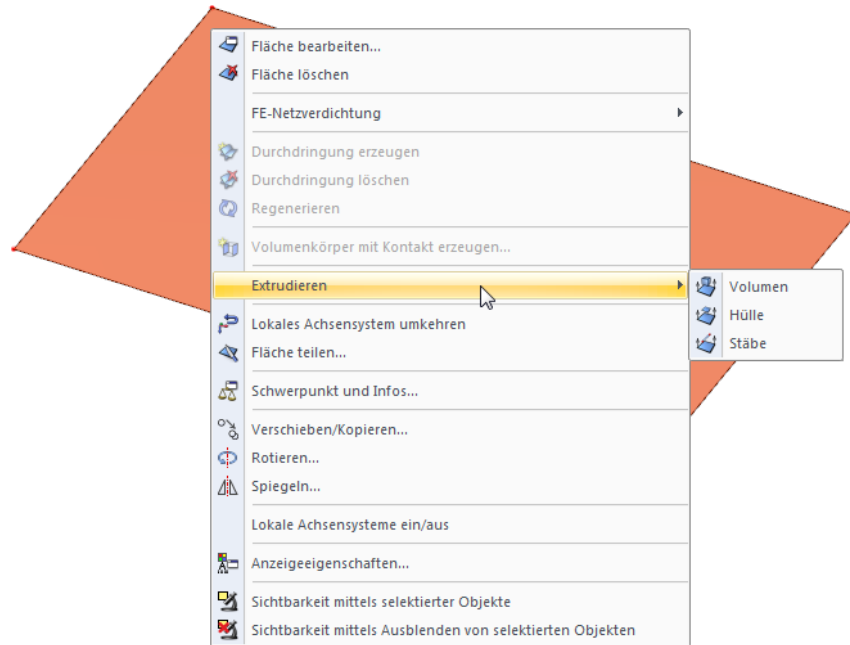 Fläche bearbeiten...
Fläche löschen
FE-Netzverdichtung
Durchdringung erzeugen
Durchdringung löschen
Regenerieren
Volumenkörper mit Kontakt erzeugen...
Extrudieren
Volumen
Hülle
Stäbe
Lokales Achsensystem umkehren
Fläche teilen...
Schwerpunkt und Infos...
Verschieben/Kopieren...
Rotieren...
Spiegeln...
Lokale Achsensysteme ein/aus
Anzeigeeigenschaften...
Sichtbarkeit mittels selektierter Objekte
Sichtbarkeit mittels Ausblenden von selektierten Objekten